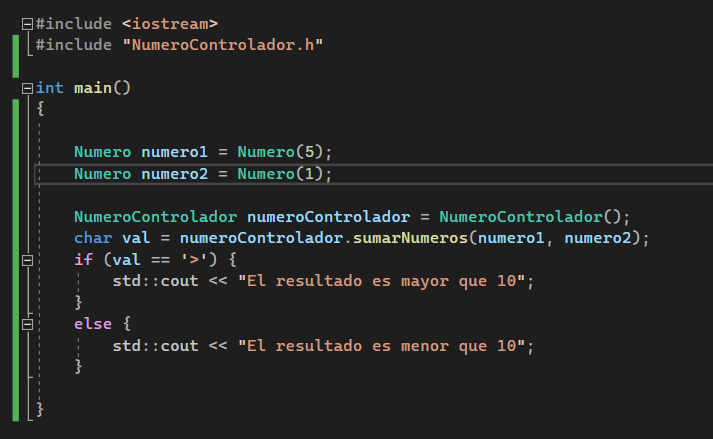 #include <iostream>
#include "NumeroControlador.h"
int main()
{
Numero numero1 = Numero(5);
Numero numero2 = Numero(1);
NumeroControlador numeroControlador = NumeroControlador();
char val = numeroControlador.sumarNumeros(numero1, numero2);
if (val == '>') {
std::cout << "El resultado es mayor que 10";
}
else {
std::cout << "El resultado es menor que 10";
}
}